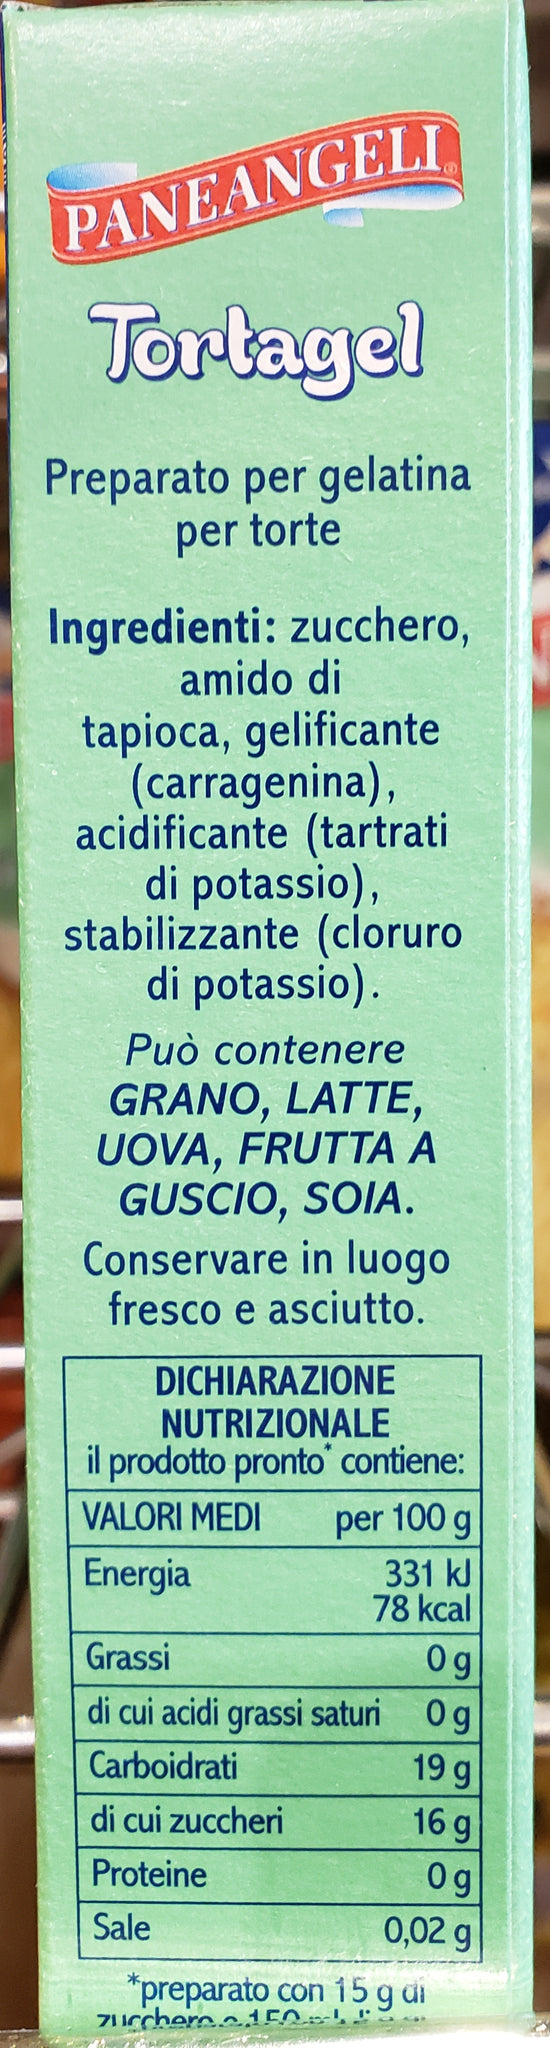 PANEANGELI
Tortagel
Preparato per gelatina
per torte
Ingredienti: zucchero,
amido di
tapioca, gelificante
(carragenina),
acidificante (tartrati
di potassio),
stabilizzante (cloruro
di potassio).
Può contenere
GRANO, LATTE,
UOVA, FRUTTA A
GUSCIO, SOIA.
Conservare in luogo
fresco e asciutto.
DICHIARAZIONE
NUTRIZIONALE
il prodotto pronto* contiene:
VALORI MEDI per 100 g
Energia 331 kJ
78 kcal
Grassi 0 g
di cui acidi grassi saturi 0 g
Carboidrati 19 g
di cui zuccheri 16 g
Proteine 0 g
Sale 0,02 g
*preparato con 15 g di
zucchero e 150 ml